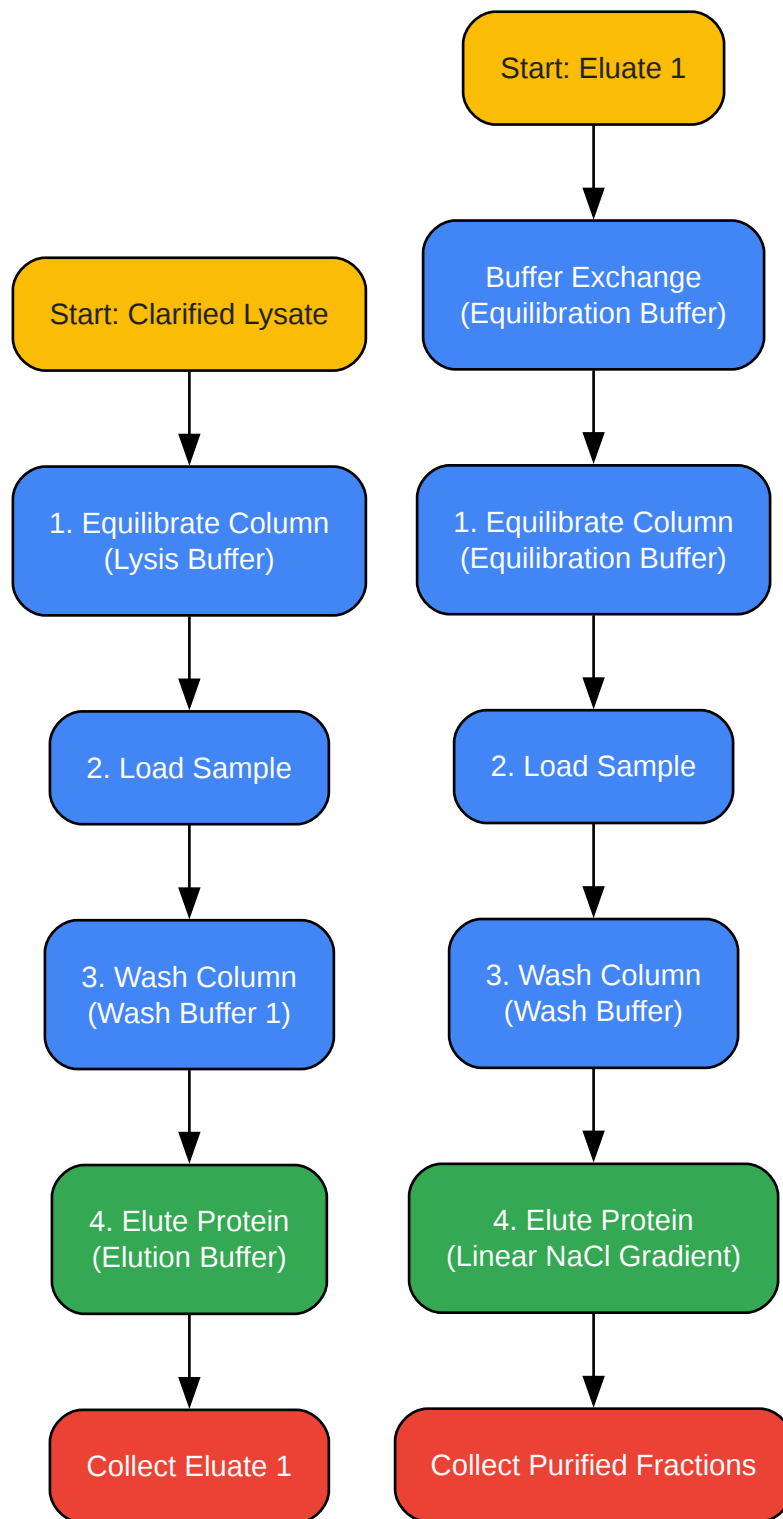 Start: Clarified Lysate
1. Equilibrate Column
(Lysis Buffer)
2. Load Sample
3. Wash Column
(Wash Buffer 1)
4. Elute Protein
(Elution Buffer)
Collect Eluate 1
Start: Eluate 1
Buffer Exchange
(Equilibration Buffer)
1. Equilibrate Column
(Equilibration Buffer)
2. Load Sample
3. Wash Column
(Wash Buffer)
4. Elute Protein
(Linear NaCl Gradient)
Collect Purified Fractions